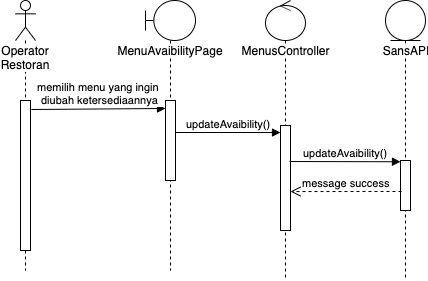 Operator
Restoran
MenuAvaibilityPage
MenusController
SansAPI
memilih menu yang ingin
diubah ketersediaannya
updateAvaibility()
updateAvaibility()
message success